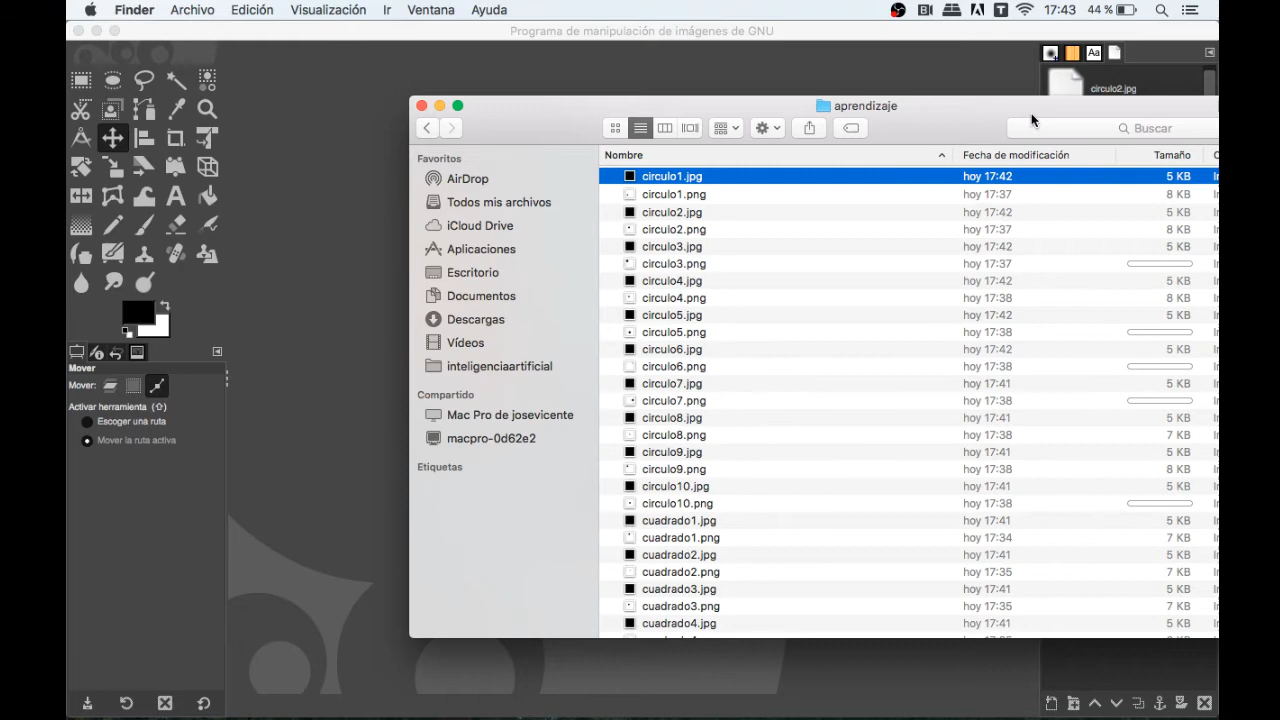 Finder Archivo Edición Visualización Ir Ventana Ayuda 17:43 44 %
Programa de manipulación de imágenes de GNU
Aa
circulo2.jpg
aprendizaje
Buscar
Favoritos
AirDrop
Todos mis archivos
iCloud Drive
Aplicaciones
Escritorio
Documentos
Descargas
Vídeos
inteligenciaartificial
Compartido
Mac Pro de josevicente
macpro-0d62e2
Etiquetas
Nombre Fecha de modificación Tamaño
circulo1.jpg hoy 17:42 5 KB
circulo1.png hoy 17:37 8 KB
circulo2.jpg hoy 17:42 5 KB
circulo2.png hoy 17:37 8 KB
circulo3.jpg hoy 17:42 5 KB
circulo3.png hoy 17:37
circulo4.jpg hoy 17:42 5 KB
circulo4.png hoy 17:38 8 KB
circulo5.jpg hoy 17:42 5 KB
circulo5.png hoy 17:38
circulo6.jpg hoy 17:42 5 KB
circulo6.png hoy 17:38
circulo7.jpg hoy 17:41 5 KB
circulo7.png hoy 17:38
circulo8.jpg hoy 17:41 5 KB
circulo8.png hoy 17:38 7 KB
circulo9.jpg hoy 17:41 5 KB
circulo9.png hoy 17:38 8 KB
circulo10.jpg hoy 17:41 5 KB
circulo10.png hoy 17:38
cuadrado1.jpg hoy 17:41 5 KB
cuadrado1.png hoy 17:34 7 KB
cuadrado2.jpg hoy 17:41 5 KB
cuadrado2.png hoy 17:35 7 KB
cuadrado3.jpg hoy 17:41 5 KB
cuadrado3.png hoy 17:35 7 KB
cuadrado4.jpg hoy 17:41 5 KB
Mover
Mover:
Activar herramienta (⇧)
Escoger una ruta
Mover la ruta activa